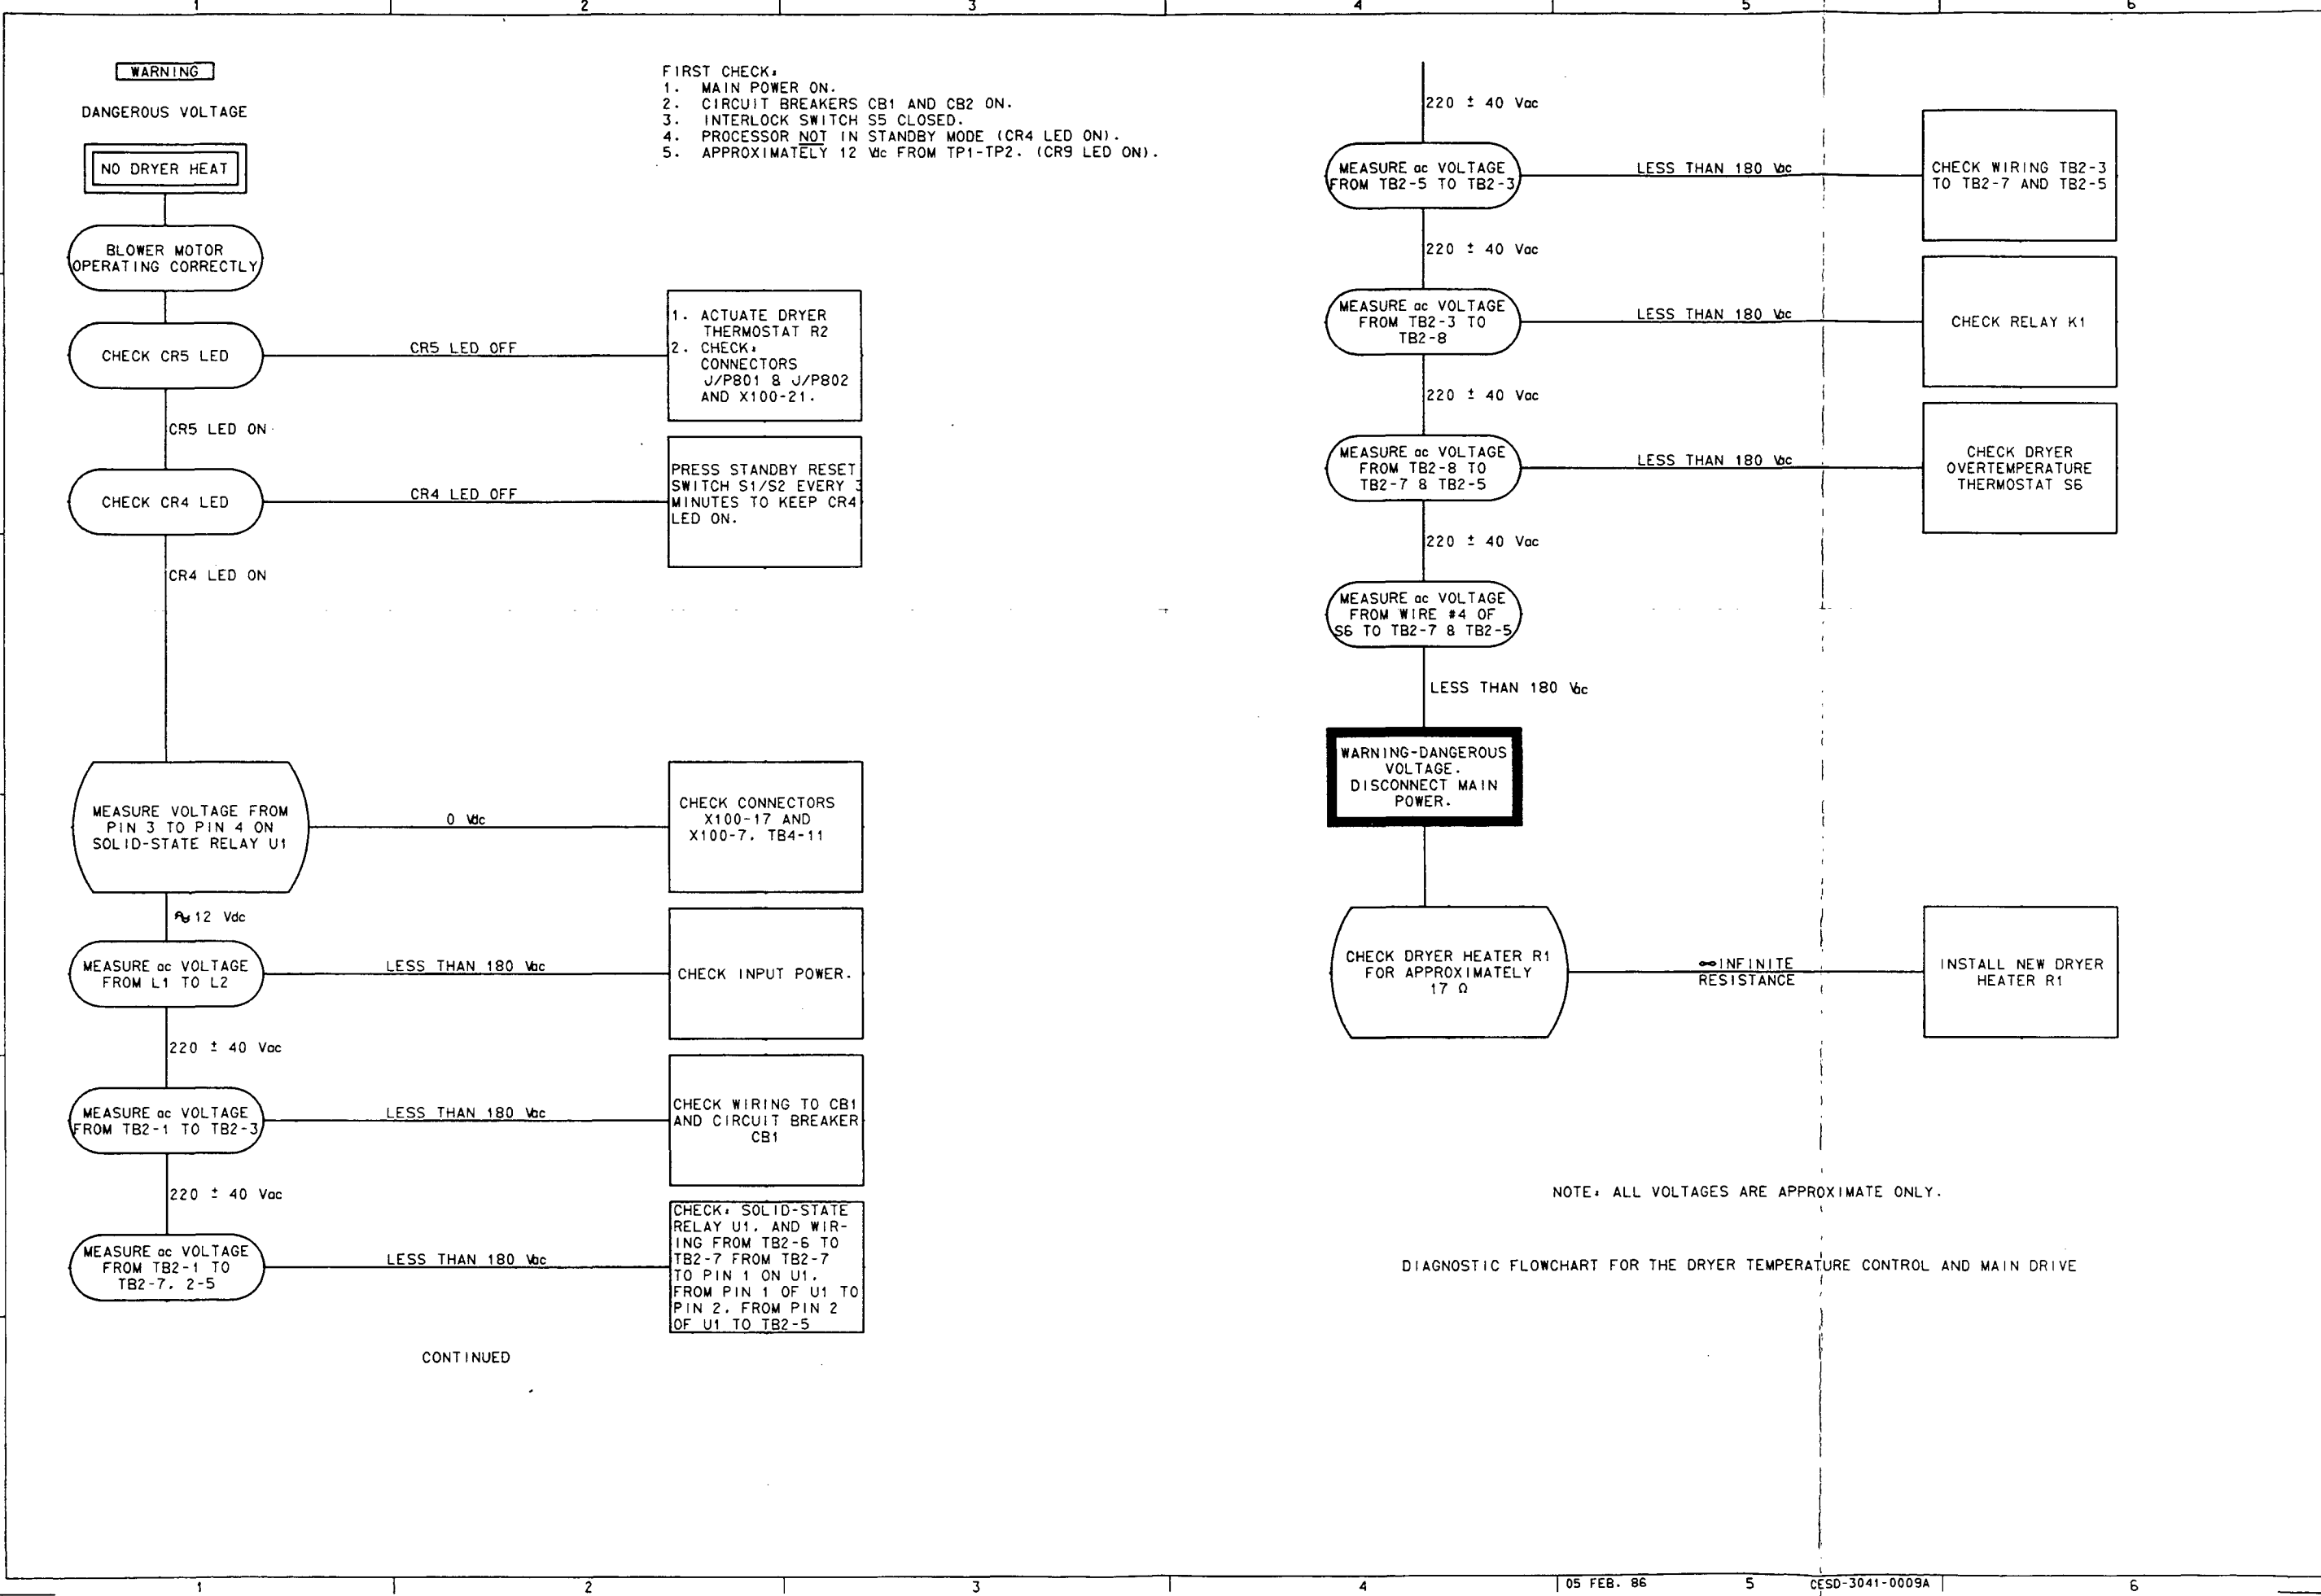 1 2 3 4 5 6
WARNING
DANGEROUS VOLTAGE
NO DRYER HEAT
BLOWER MOTOR
OPERATING CORRECTLY
CHECK CR5 LED
CR5 LED OFF
1. ACTUATE DRYER
THERMOSTAT R2
2. CHECK:
CONNECTORS
J/P801 & J/P802
AND X100-21.
CR5 LED ON
CHECK CR4 LED
CR4 LED OFF
PRESS STANDBY RESET
SWITCH S1/S2 EVERY 3
MINUTES TO KEEP CR4
LED ON.
CR4 LED ON
MEASURE VOLTAGE FROM
PIN 3 TO PIN 4 ON
SOLID-STATE RELAY U1
0 Vdc
CHECK CONNECTORS
X100-17 AND
X100-7, TB4-11
≈12 Vdc
MEASURE ac VOLTAGE
FROM L1 TO L2
LESS THAN 180 Vac
CHECK INPUT POWER.
220 ± 40 Vac
MEASURE ac VOLTAGE
FROM TB2-1 TO TB2-3
LESS THAN 180 Vac
CHECK WIRING TO CB1
AND CIRCUIT BREAKER
CB1
220 ± 40 Vac
MEASURE ac VOLTAGE
FROM TB2-1 TO
TB2-7, 2-5
LESS THAN 180 Vac
CHECK: SOLID-STATE
RELAY U1, AND WIR-
ING FROM TB2-6 TO
TB2-7 FROM TB2-7
TO PIN 1 ON U1,
FROM PIN 1 OF U1 TO
PIN 2, FROM PIN 2
OF U1 TO TB2-5
CONTINUED
FIRST CHECK:
1. MAIN POWER ON.
2. CIRCUIT BREAKERS CB1 AND CB2 ON.
3. INTERLOCK SWITCH S5 CLOSED.
4. PROCESSOR NOT IN STANDBY MODE (CR4 LED ON).
5. APPROXIMATELY 12 Vdc FROM TP1-TP2. (CR9 LED ON).
220 ± 40 Vac
MEASURE ac VOLTAGE
FROM TB2-5 TO TB2-3
LESS THAN 180 Vac
CHECK WIRING TB2-3
TO TB2-7 AND TB2-5
220 ± 40 Vac
MEASURE ac VOLTAGE
FROM TB2-3 TO
TB2-8
LESS THAN 180 Vac
CHECK RELAY K1
220 ± 40 Vac
MEASURE ac VOLTAGE
FROM TB2-8 TO
TB2-7 & TB2-5
LESS THAN 180 Vac
CHECK DRYER
OVERTEMPERATURE
THERMOSTAT S6
220 ± 40 Vac
MEASURE ac VOLTAGE
FROM WIRE #4 OF
S6 TO TB2-7 & TB2-5
LESS THAN 180 Vac
WARNING-DANGEROUS
VOLTAGE.
DISCONNECT MAIN
POWER.
CHECK DRYER HEATER R1
FOR APPROXIMATELY
17 Ω
∞INFINITE
RESISTANCE
INSTALL NEW DRYER
HEATER R1
NOTE: ALL VOLTAGES ARE APPROXIMATE ONLY.
DIAGNOSTIC FLOWCHART FOR THE DRYER TEMPERATURE CONTROL AND MAIN DRIVE
1 2 3 4 05 FEB. 86 5 CESD-3041-0009A 6